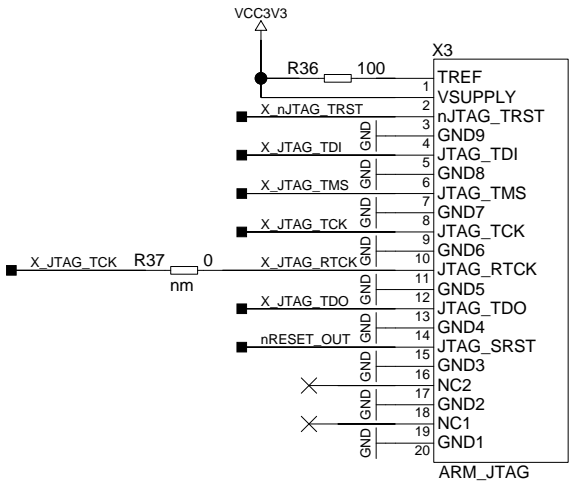 VCC3V3
X3
R36 100 TREF
1
VSUPPLY
X_nJTAG_TRST 2 nJTAG_TRST
GND 3 GND9
X_JTAG_TDI 4 JTAG_TDI
GND 5 GND8
X_JTAG_TMS 6 JTAG_TMS
GND 7 GND7
X_JTAG_TCK 8 JTAG_TCK
GND 9 GND6
X_JTAG_TCK R37 0 X_JTAG_RTCK 10 JTAG_RTCK
nm
GND 11 GND5
X_JTAG_TDO 12 JTAG_TDO
GND 13 GND4
nRESET_OUT 14 JTAG_SRST
GND 15 GND3
16 NC2
GND 17 GND2
18 NC1
GND 19 GND1
20
ARM_JTAG